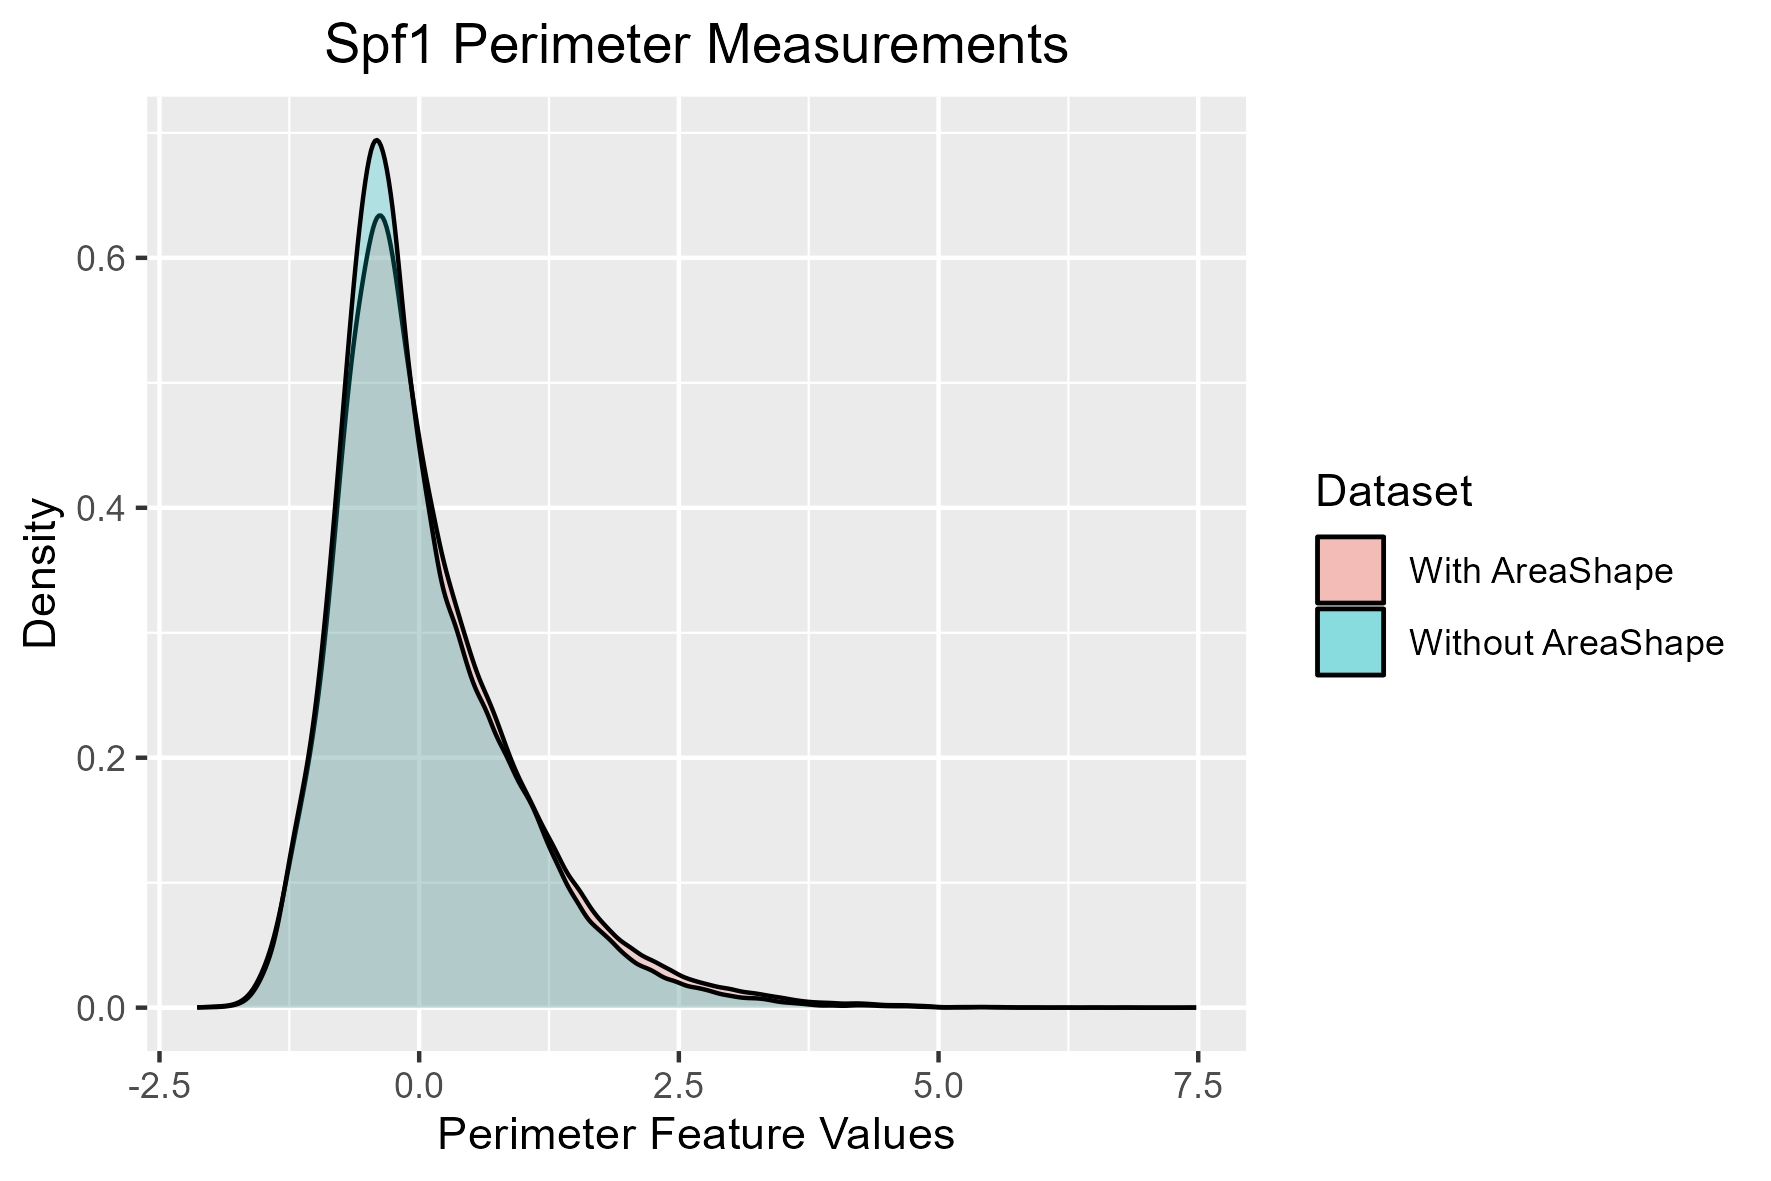 Spf1 Perimeter Measurements
0.6
0.4
0.2
0.0
Density
-2.5 0.0 2.5 5.0 7.5
Perimeter Feature Values
Dataset
With AreaShape
Without AreaShape